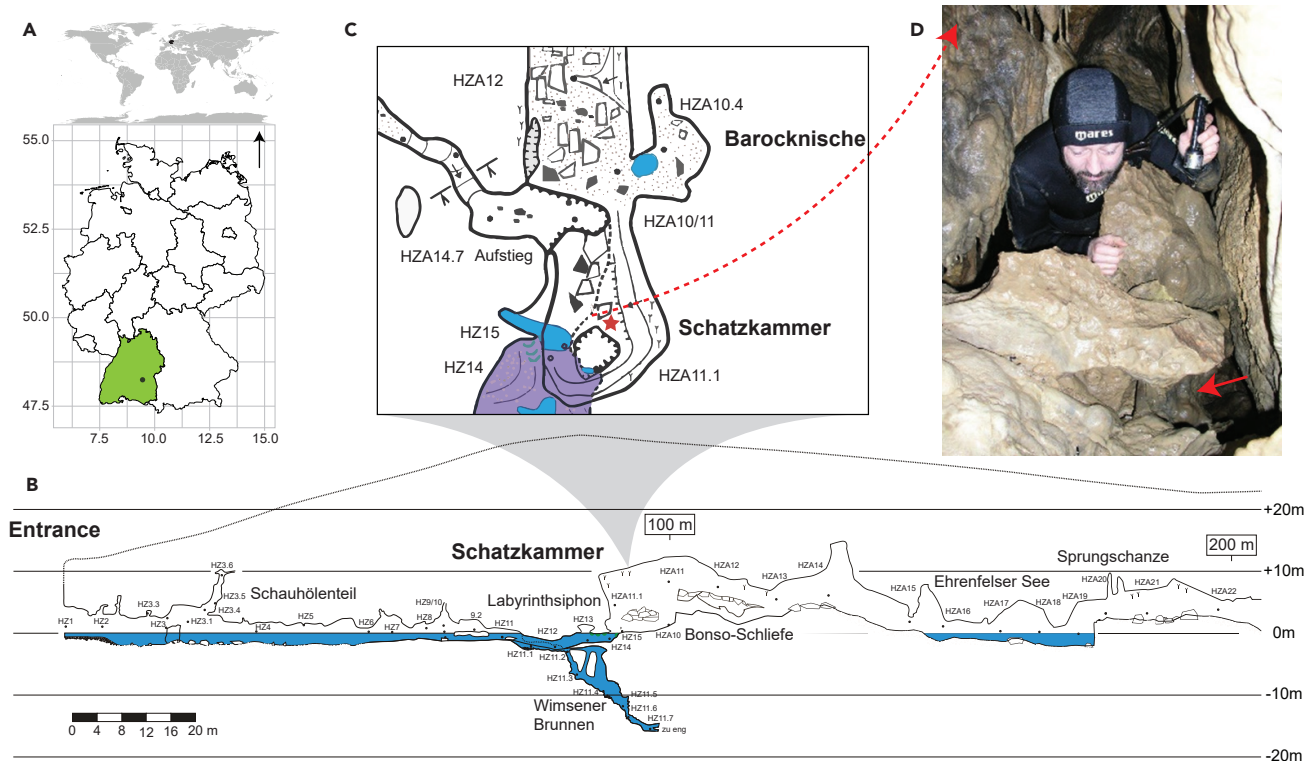 A
55.0
52.5
50.0
47.5
7.5 10.0 12.5 15.0
C
HZA12
HZA10.4
Barocknische
HZA10/11
HZA14.7 Aufstieg
HZ15
Schatzkammer
HZ14
HZA11.1
D
mares
ma
B
+20m
Entrance
100 m
Schatzkammer
Sprungschanze
200 m
+10m
HZ3.6
Schauhölenteil
HZ3.5
HZ3.3
HZ3.4
HZ1
HZ2
HZ3
HZ3.1
HZ4
HZ5
HZ6
HZ7
HZ9/10
HZ8
9.2
HZ11
Labyrinthsiphon
HZ12
HZ13
HZA11.1
HZA11
HZA12
HZA13
HZA14
HZA15
Ehrenfelser See
HZA16
HZA17
HZA18
HZA19
HZA20
HZA21
HZA22
0m
HZ15
HZ14
HZA10
Bonso-Schliefe
HZ11.1
HZ11.2
HZ11.3
HZ11.4
HZ11.5
HZ11.6
HZ11.7
zu eng
Wimsener
Brunnen
-10m
0 4 8 12 16 20 m
-20m